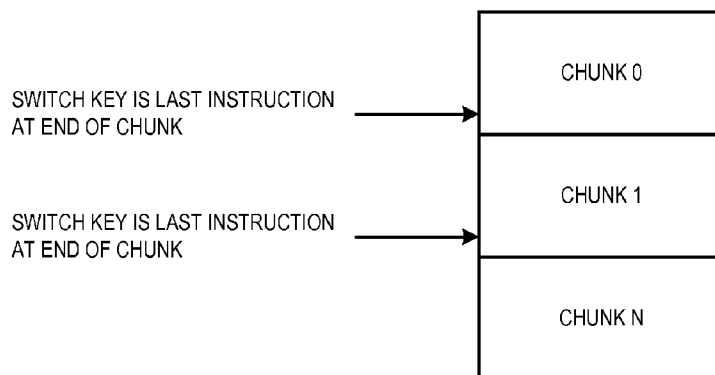 CHUNK 0
SWITCH KEY IS LAST INSTRUCTION
AT END OF CHUNK
CHUNK 1
SWITCH KEY IS LAST INSTRUCTION
AT END OF CHUNK
CHUNK N